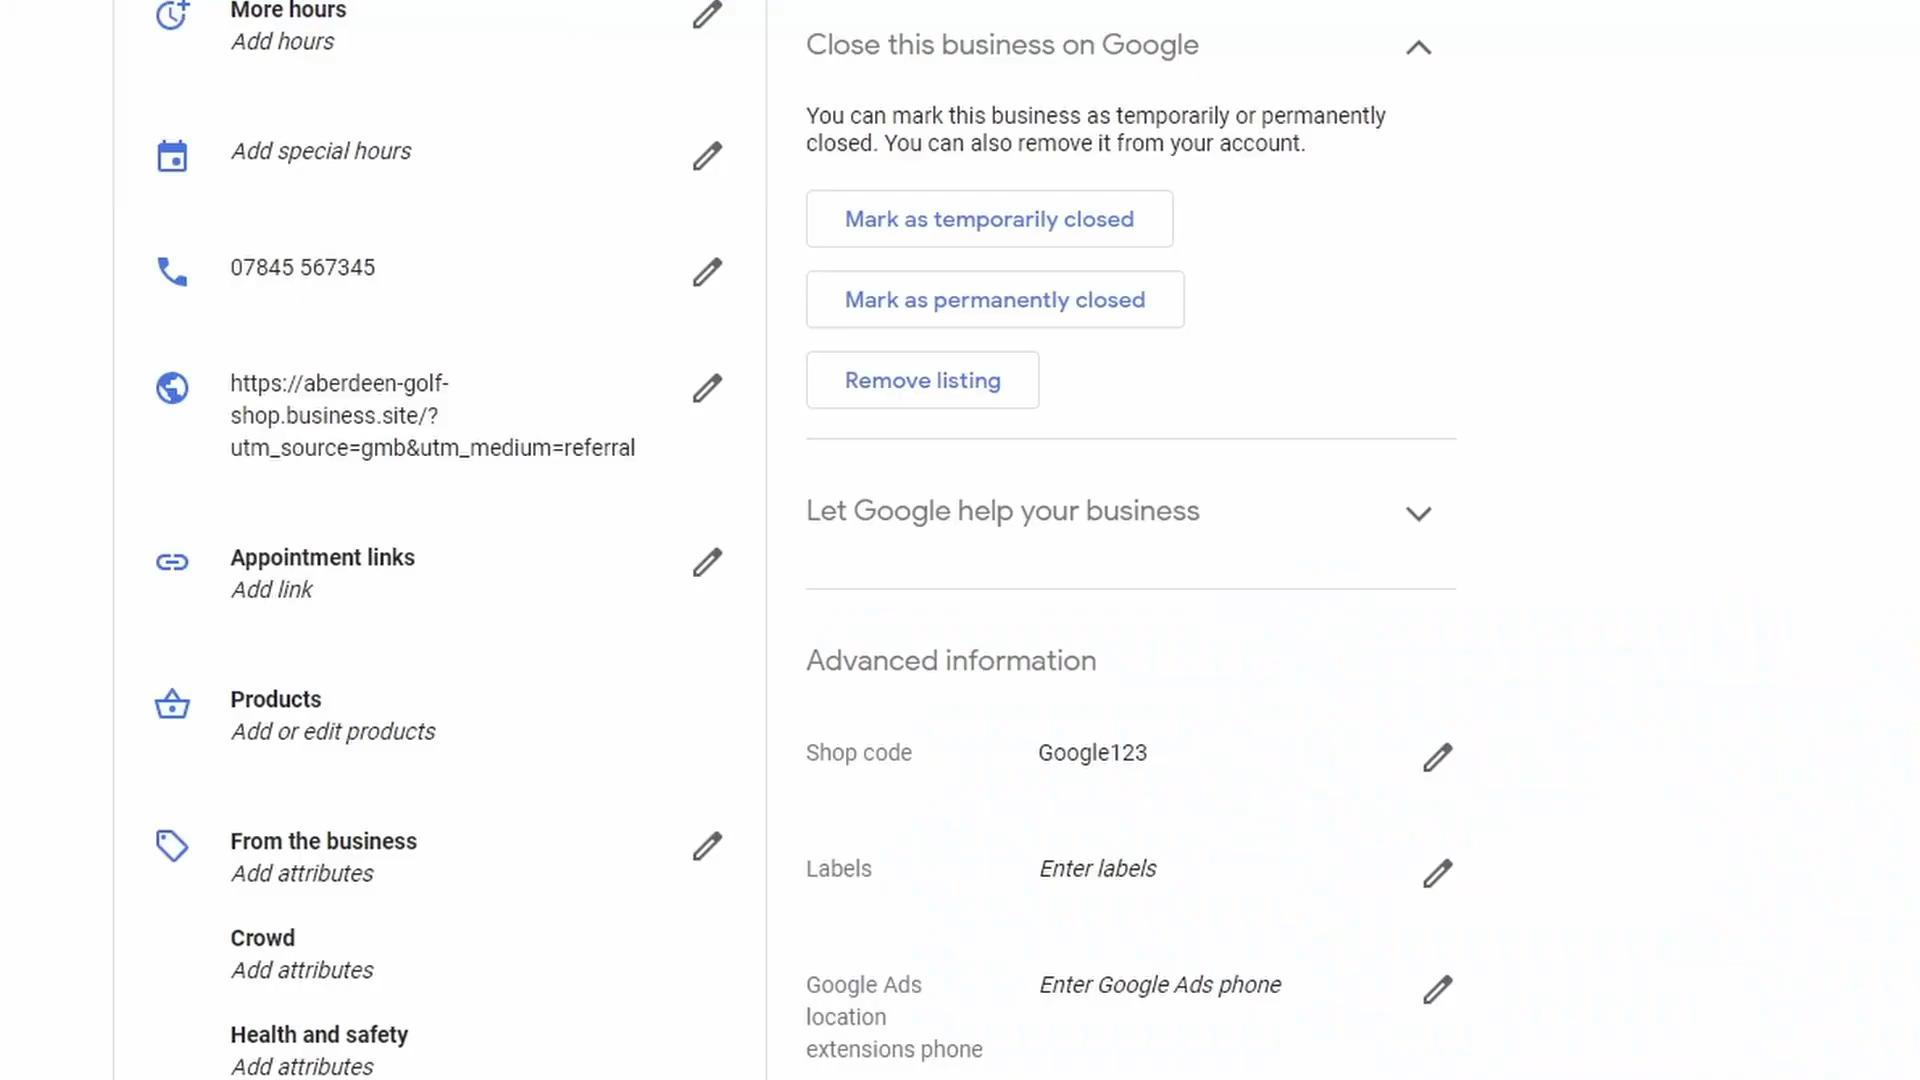 More hours
Add hours
Add special hours
07845 567345
https://aberdeen-golf-
shop.business.site/?
utm_source=gmb&utm_medium=referral
Appointment links
Add link
Products
Add or edit products
From the business
Add attributes
Crowd
Add attributes
Health and safety
Add attributes
Close this business on Google
You can mark this business as temporarily or permanently
closed. You can also remove it from your account.
Mark as temporarily closed
Mark as permanently closed
Remove listing
Let Google help your business
Advanced information
Shop code
Google123
Labels
Enter labels
Google Ads
location
extensions phone
Enter Google Ads phone